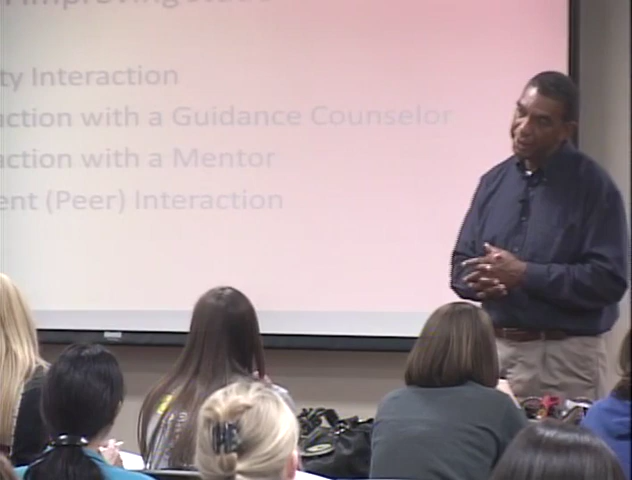 ty Interaction
action with a Guidance Counselor
action with a Mentor
ent (Peer) Interaction